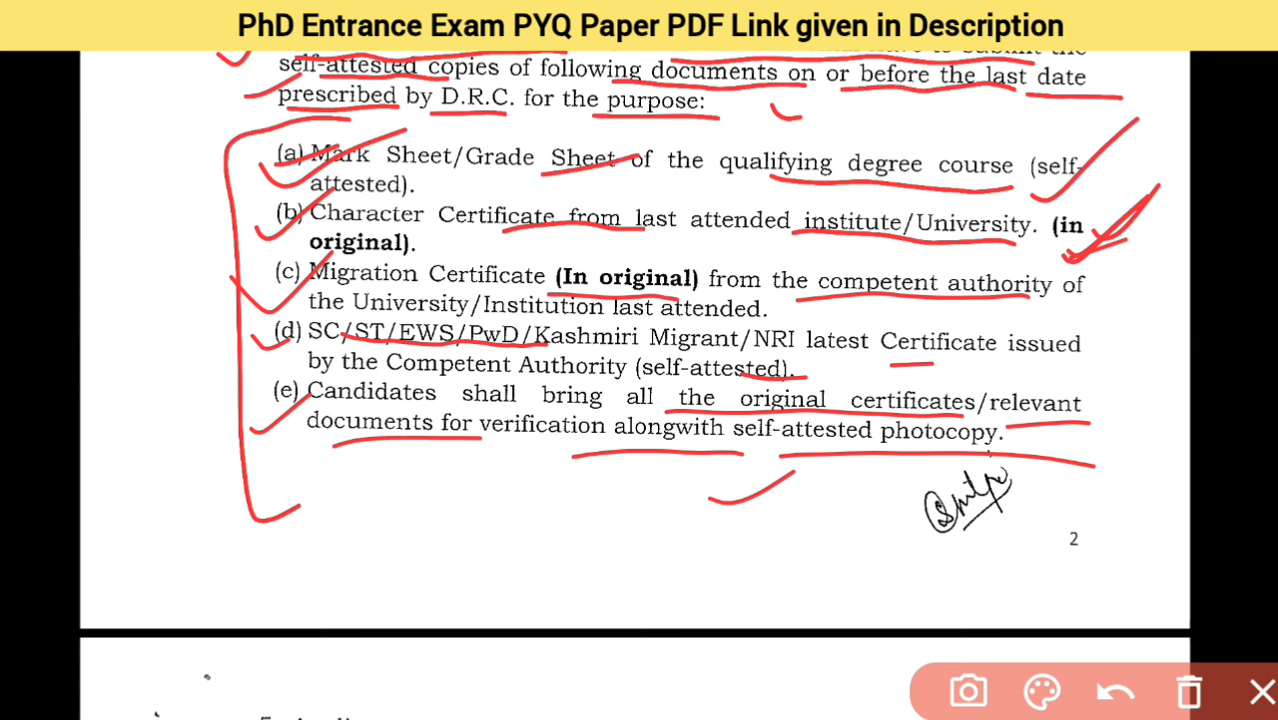 PhD Entrance Exam PYQ Paper PDF Link given in Description
submit the
self-attested copies of following documents on or before the last date
prescribed by D.R.C. for the purpose:
(a) Mark Sheet/Grade Sheet of the qualifying degree course (self-
attested).
(b) Character Certificate from last attended institute/University. (in
original).
(c) Migration Certificate (In original) from the competent authority of
the University/Institution last attended.
(d) SC/ST/EWS/PwD/Kashmiri Migrant/NRI latest Certificate issued
by the Competent Authority (self-attested).
(e) Candidates shall bring all the original certificates/relevant
documents for verification alongwith self-attested photocopy.
2